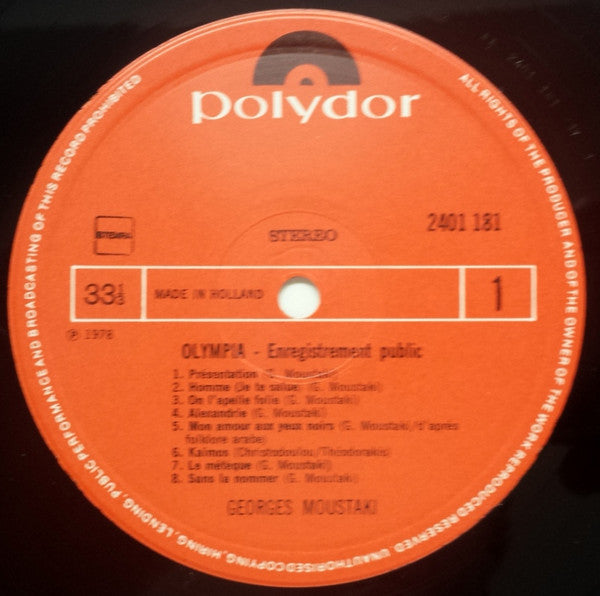 polydor
ALL RIGHTS OF THE PRODUCER AND OF THE OWNER OF THE WORK RESERVED UNAUTHORISED COPYING, HIRING, LENDING, PUBLIC PERFORMANCE AND BROADCASTING OF THIS RECORD PROHIBITED
STEMRA
STEREO
2401 181
33⅓
MADE IN HOLLAND
1
℗ 1978
OLYMPIA - Enregistrement public
1. Présentation (G. Moustaki)
2. Homme (Je te salue) (G. Moustaki)
3. On l'apelle folie (G. Moustaki)
4. Alexandrie (G. Moustaki)
5. Mon amour aux yeux noirs (G. Moustaki/d'après
folklore arabe)
6. Kaimos (Christodoulou/Théodorakis)
7. Le métèque (G. Moustaki)
8. Sans la nommer (G. Moustaki)
GEORGES MOUSTAKI